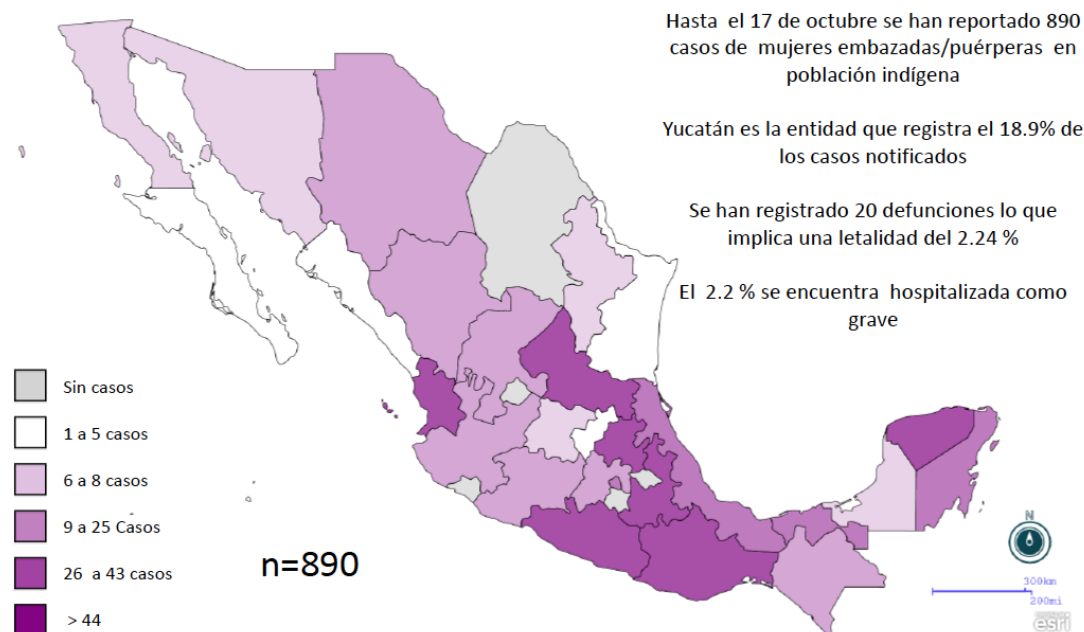 Hasta el 17 de octubre se han reportado 890
casos de mujeres embazadas/puérperas en
población indígena
Yucatán es la entidad que registra el 18.9% de
los casos notificados
Se han registrado 20 defunciones lo que
implica una letalidad del 2.24 %
El 2.2 % se encuentra hospitalizada como
grave
Sin casos
1 a 5 casos
6 a 8 casos
9 a 25 Casos
26 a 43 casos
> 44
n=890
N
300km
200mi
esri